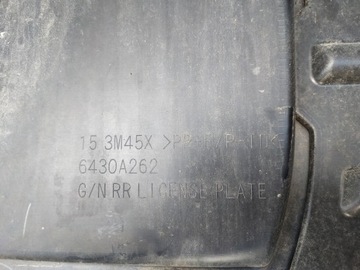 15 3M45X
6430A262
G/N RR LICENSE PLATE